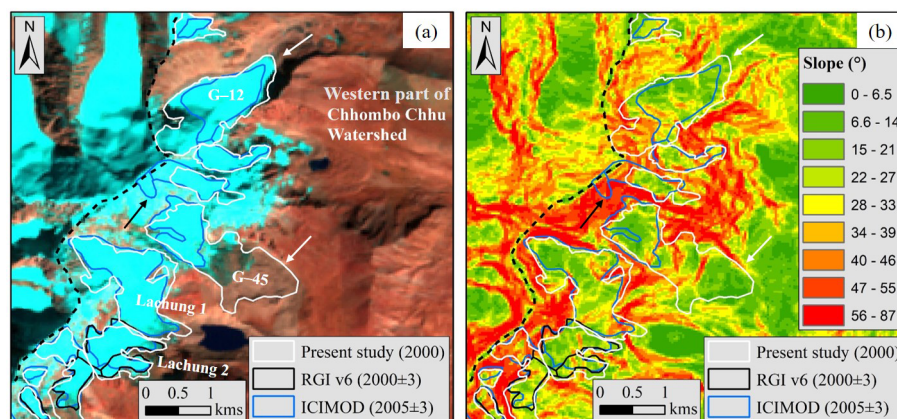 N
(a)
G–12
Western part of
Chhombo Chhu
Watershed
G–45
Lachung 1
Lachung 2
0 0.5 1
kms
Present study (2000)
RGI v6 (2000±3)
ICIMOD (2005±3)
N
(b)
Slope (°)
0 - 6.5
6.6 - 14
15 - 21
22 - 27
28 - 33
34 - 39
40 - 46
47 - 55
56 - 87
0 0.5 1
kms
Present study (2000)
RGI v6 (2000±3)
ICIMOD (2005±3)